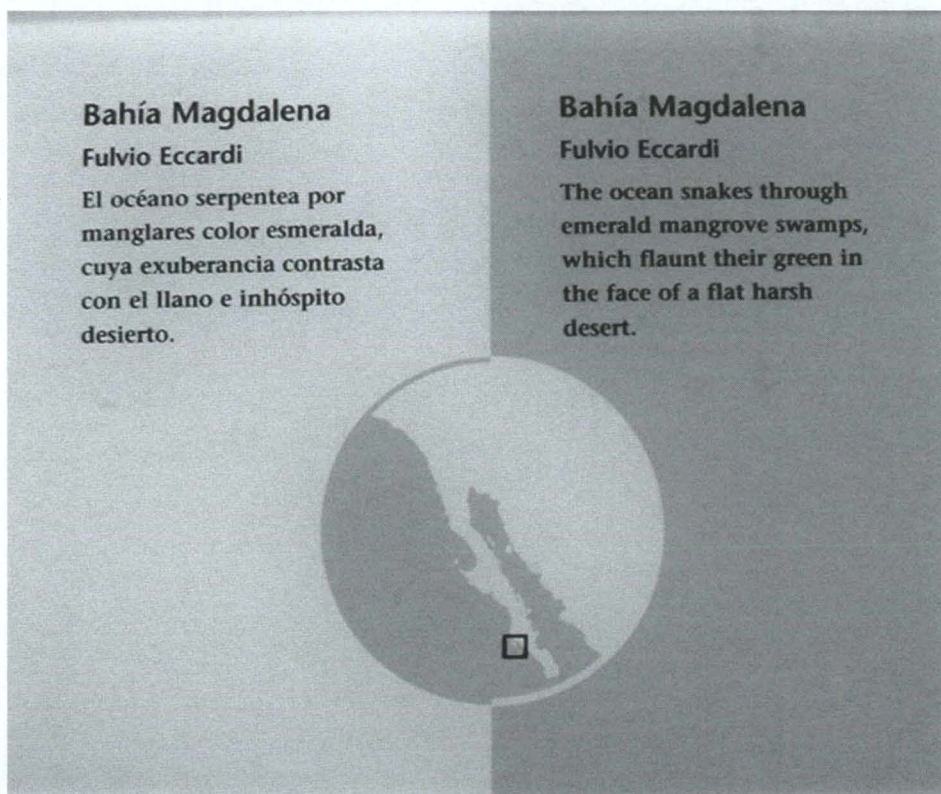 Bahía Magdalena
Fulvio Eccardi
El océano serpentea por
manglares color esmeralda,
cuya exuberancia contrasta
con el llano e inhóspito
desierto.
Bahía Magdalena
Fulvio Eccardi
The ocean snakes through
emerald mangrove swamps,
which flaunt their green in
the face of a flat harsh
desert.